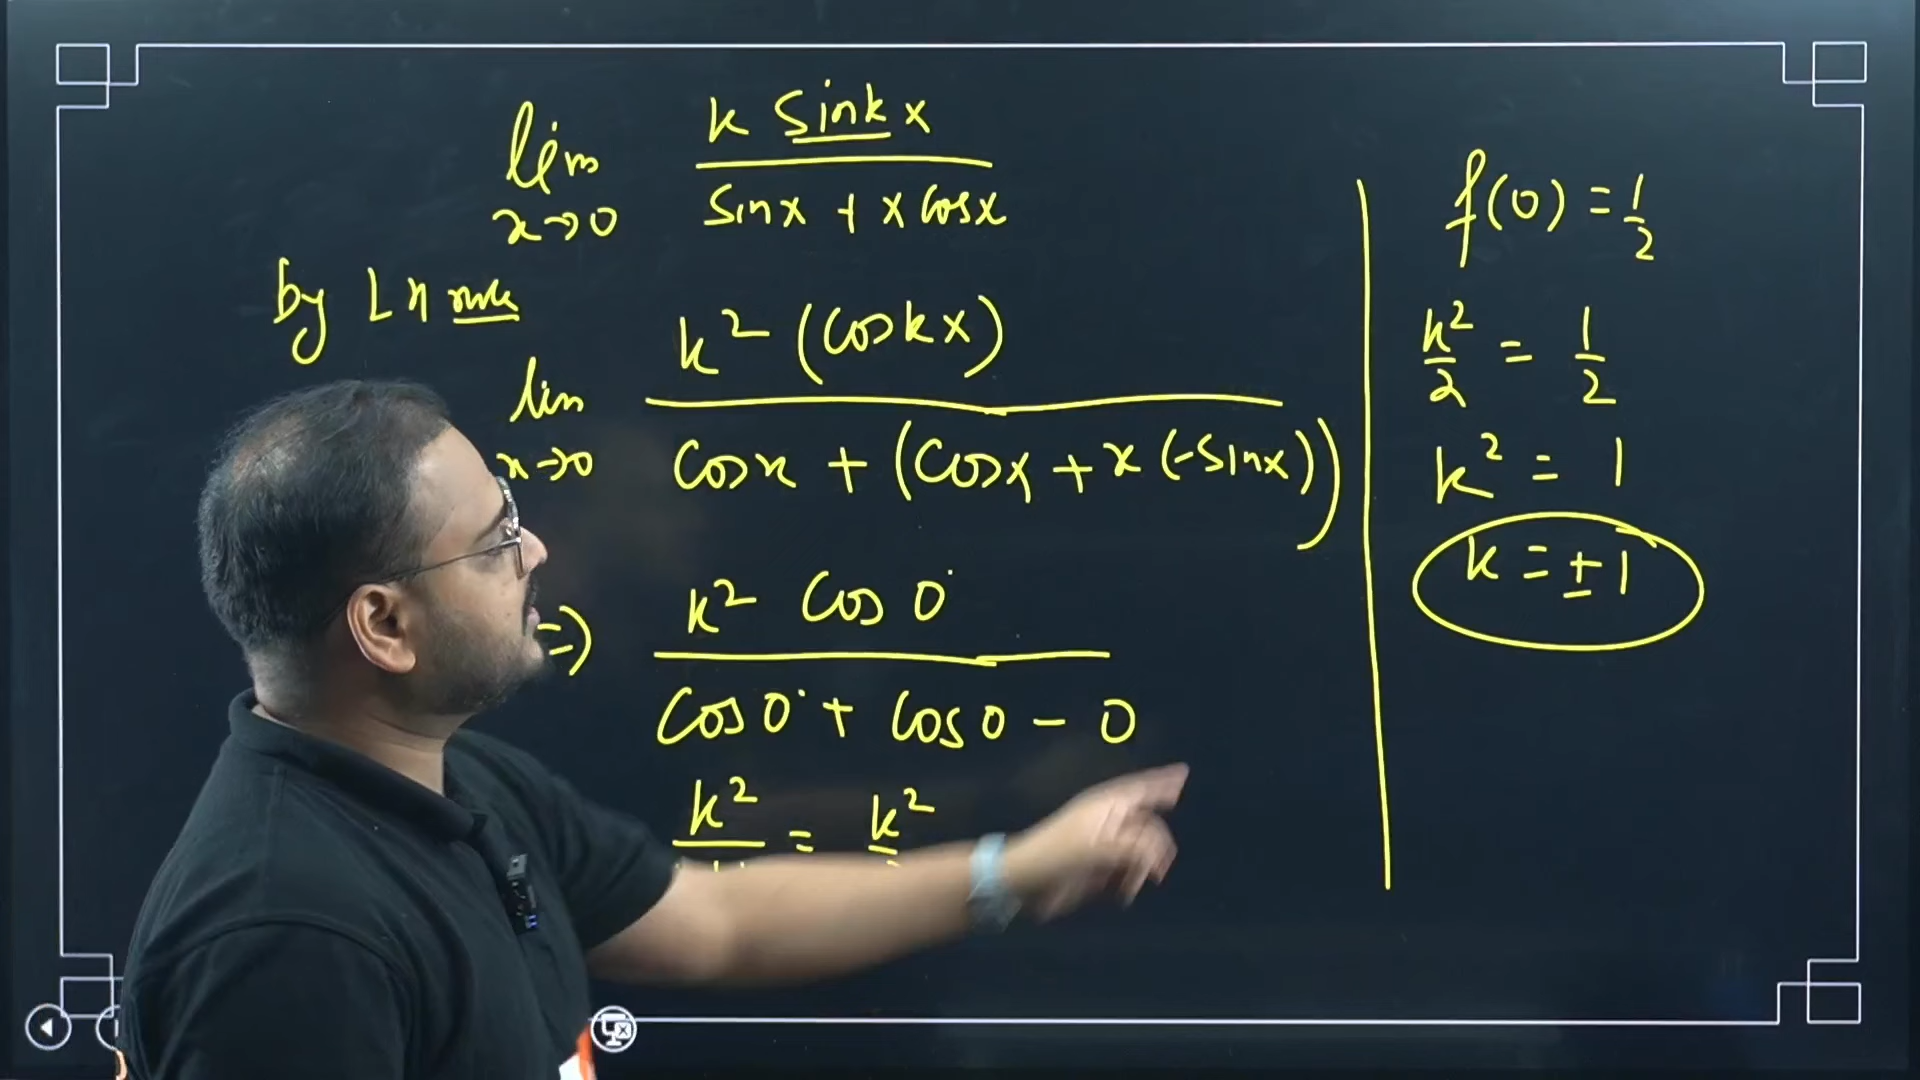 lim x→0 k sinkx / sinx + x cosx
by LH rule
lim x→0 k² (coskx) / cosx + (cosx + x (-sinx))
=) k² cos 0° / cos 0° + cos 0 - 0
k² = k²
f(0) = 1/2
k²/2 = 1/2
k² = 1
k = ± 1